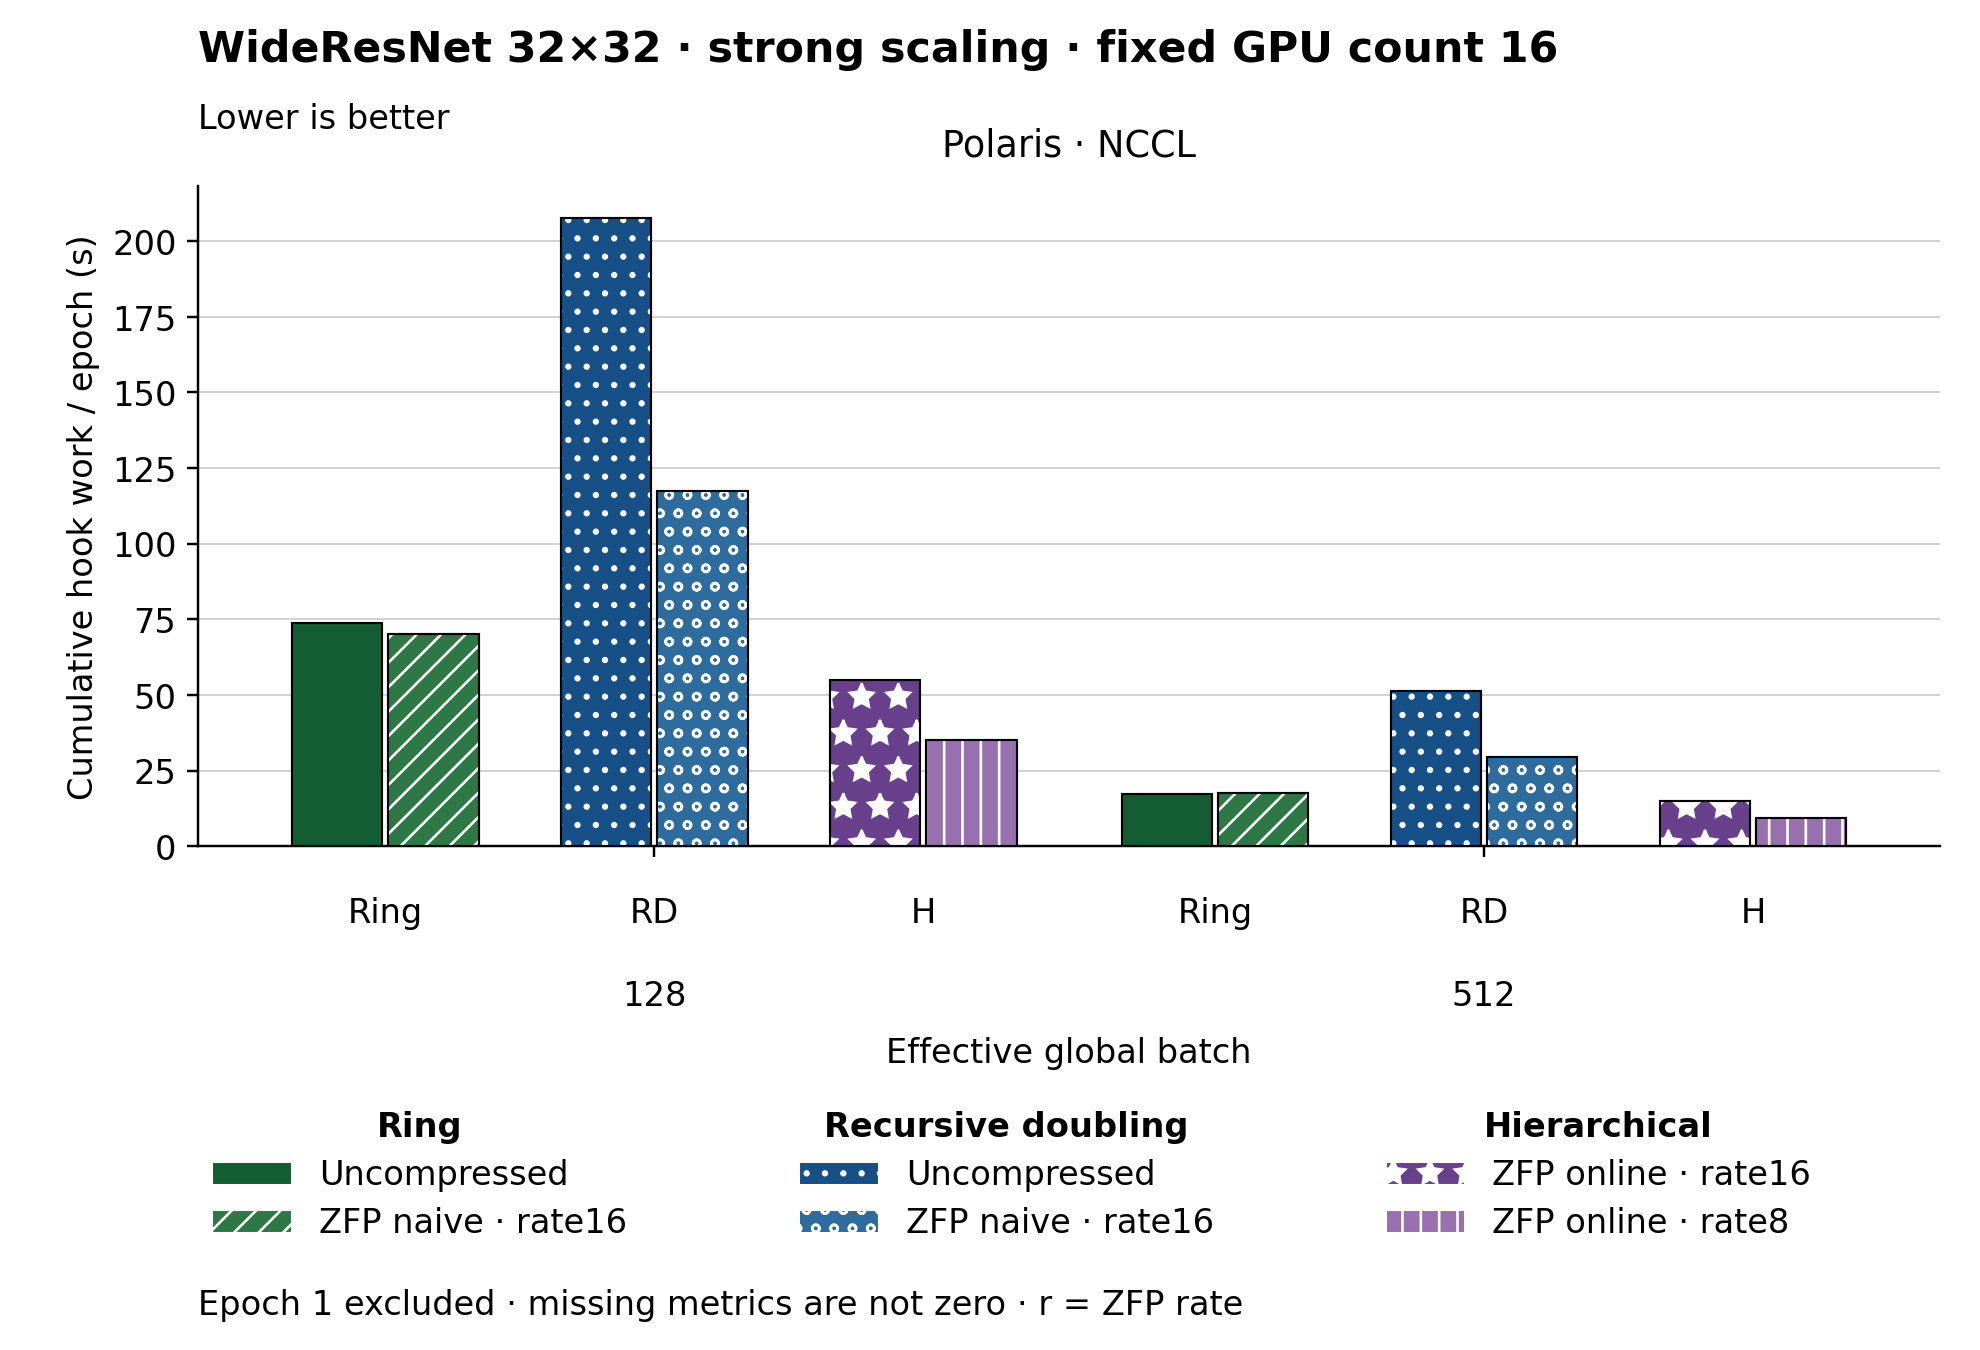 WideResNet 32×32 · strong scaling · fixed GPU count 16
Lower is better
Polaris · NCCL
Cumulative hook work / epoch (s)
200
175
150
125
100
75
50
25
0
Ring RD H Ring RD H
128 512
Effective global batch
Ring Recursive doubling Hierarchical
Uncompressed Uncompressed ZFP online · rate16
ZFP naive · rate16 ZFP naive · rate16 ZFP online · rate8
Epoch 1 excluded · missing metrics are not zero · r = ZFP rate